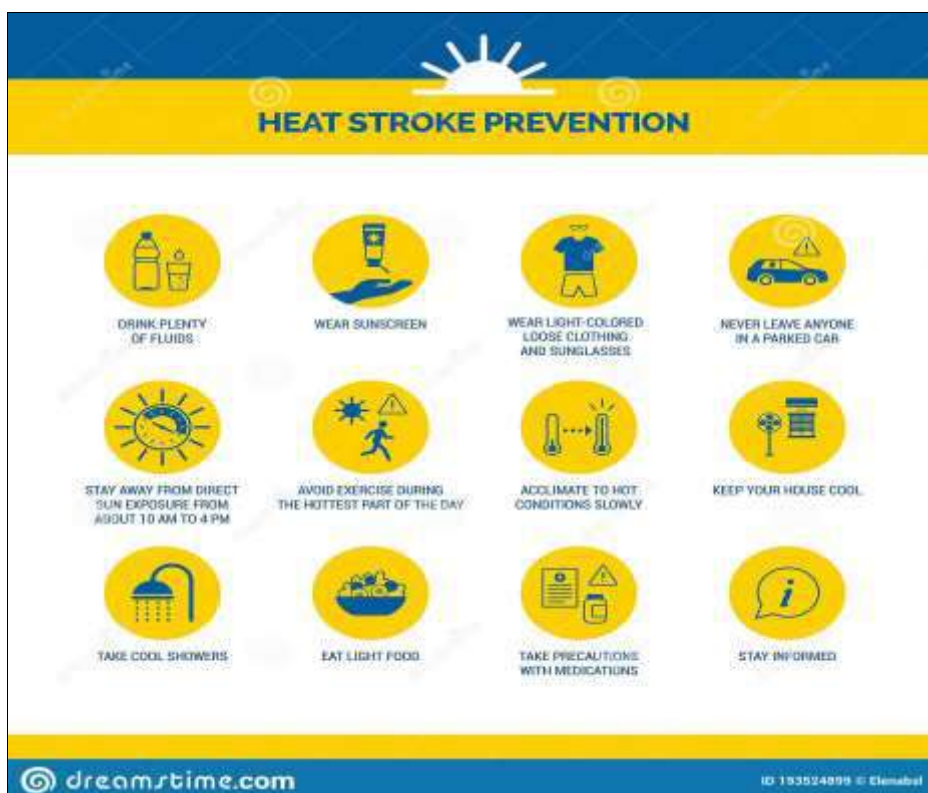 HEAT STROKE PREVENTION
DRINK PLENTY
OF FLUIDS
WEAR SUNSCREEN
WEAR LIGHT-COLORED
LOOSE CLOTHING
AND SUNGLASSES
NEVER LEAVE ANYONE
IN A PARKED CAR
STAY AWAY FROM DIRECT
SUN EXPOSURE FROM
ABOUT 10 AM TO 4 PM
AVOID EXERCISE DURING
THE HOTTEST PART OF THE DAY
ACCLIMATE TO HOT
CONDITIONS SLOWLY
KEEP YOUR HOUSE COOL
TAKE COOL SHOWERS
EAT LIGHT FOOD
TAKE PRECAUTIONS
WITH MEDICATIONS
i
STAY INFORMED
dreamstime.com
ID 193524899 © Elenabsl